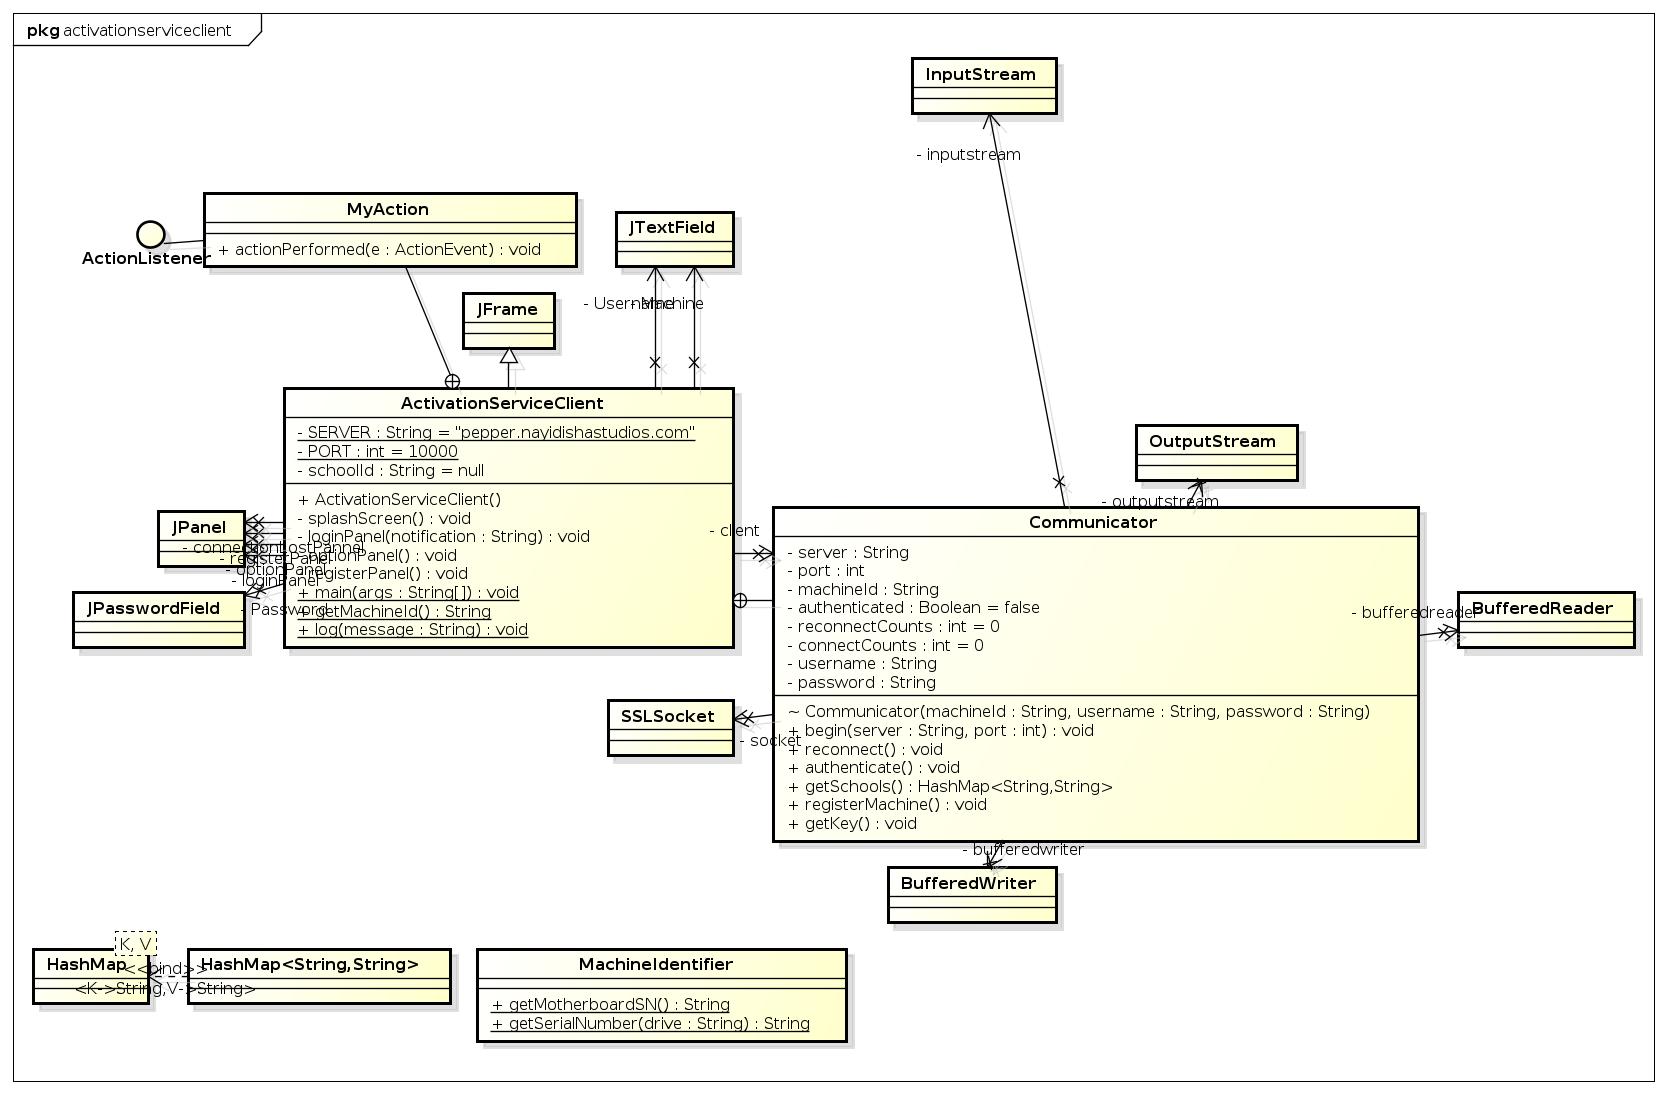 pkg activationserviceclient
InputStream
- inputstream
MyAction
+ actionPerformed(e : ActionEvent) : void
ActionListener
JTextField
- Username
- Machine
JFrame
ActivationServiceClient
- SERVER : String = "pepper.nayidishastudios.com"
- PORT : int = 10000
- schoolId : String = null
+ ActivationServiceClient()
- splashScreen() : void
- loginPanel(notification : String) : void
- optionPanel() : void
- registerPanel() : void
+ main(args : String[]) : void
+ getMachineId() : String
+ log(message : String) : void
JPanel
- connectionLostPannel
- registerPanel
- optionPanel
- loginPanel
JPasswordField
- Password
- client
OutputStream
- outputstream
Communicator
- server : String
- port : int
- machineId : String
- authenticated : Boolean = false
- reconnectCounts : int = 0
- connectCounts : int = 0
- username : String
- password : String
~ Communicator(machineId : String, username : String, password : String)
+ begin(server : String, port : int) : void
+ reconnect() : void
+ authenticate() : void
+ getSchools() : HashMap<String,String>
+ registerMachine() : void
+ getKey() : void
- bufferedreader
BufferedReader
SSLSocket
- socket
- bufferedwriter
BufferedWriter
K, V
HashMap
<<bind>>
<K->String,V->String>
HashMap<String,String>
MachineIdentifier
+ getMotherboardSN() : String
+ getSerialNumber(drive : String) : String